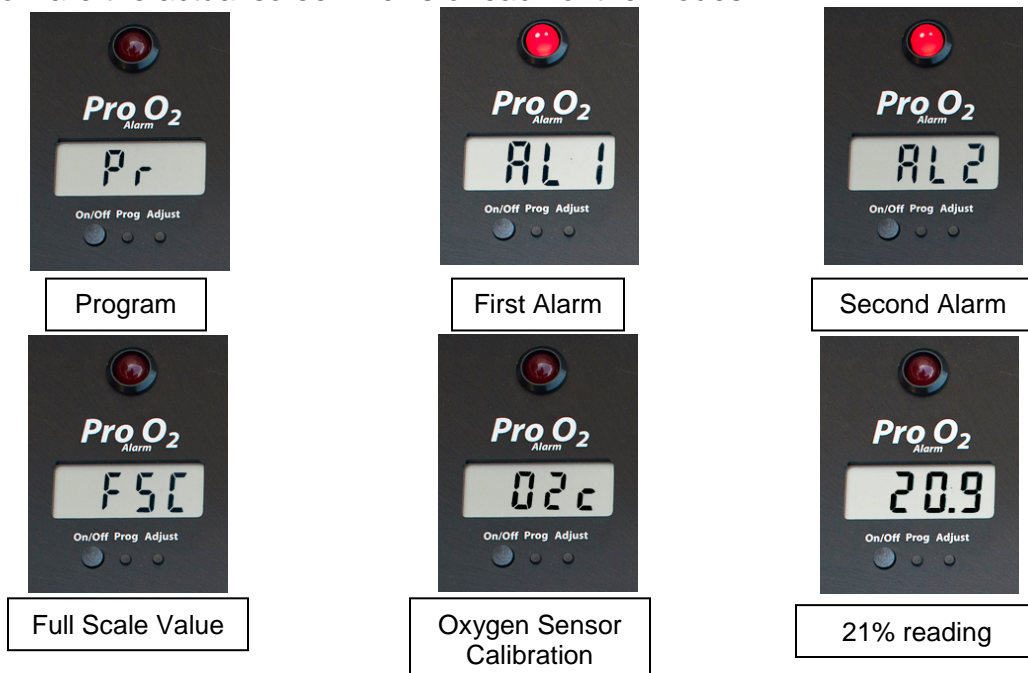 Pro O2
Alarm
Pr
On/Off Prog Adjust
Program
Pro O2
Alarm
AL 1
On/Off Prog Adjust
First Alarm
Pro O2
Alarm
AL2
On/Off Prog Adjust
Second Alarm
Pro O2
Alarm
FSC
On/Off Prog Adjust
Full Scale Value
Pro O2
Alarm
O2c
On/Off Prog Adjust
Oxygen Sensor
Calibration
Pro O2
Alarm
20.9
On/Off Prog Adjust
21% reading